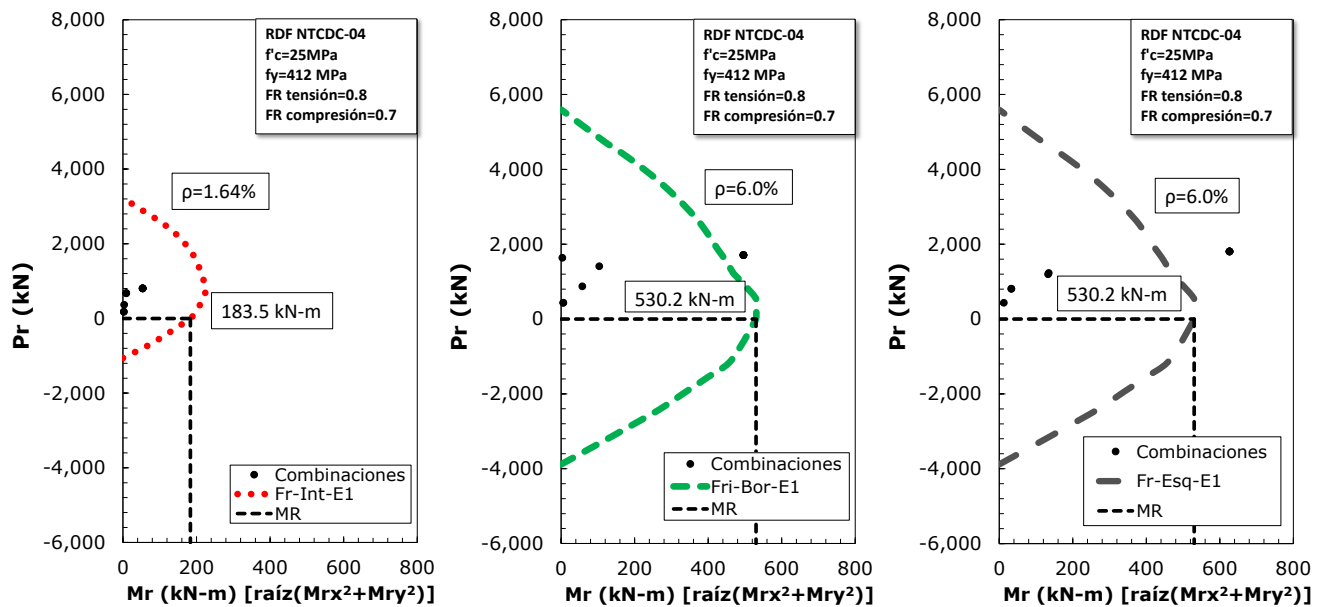 8,000
6,000
4,000
2,000
0
-2,000
-4,000
-6,000
Pr (kN)
RDF NTCDC-04
f'c=25MPa
fy=412 MPa
FR tensión=0.8
FR compresión=0.7
ρ=1.64%
183.5 kN-m
Combinaciones
Fr-Int-E1
MR
0 200 400 600 800
Mr (kN-m) [raíz(Mrx²+Mry²)]
8,000
6,000
4,000
2,000
0
-2,000
-4,000
-6,000
Pr (kN)
RDF NTCDC-04
f'c=25MPa
fy=412 MPa
FR tensión=0.8
FR compresión=0.7
ρ=6.0%
530.2 kN-m
Combinaciones
Fri-Bor-E1
MR
0 200 400 600 800
Mr (kN-m) [raíz(Mrx²+Mry²)]
8,000
6,000
4,000
2,000
0
-2,000
-4,000
-6,000
Pr (kN)
RDF NTCDC-04
f'c=25MPa
fy=412 MPa
FR tensión=0.8
FR compresión=0.7
ρ=6.0%
530.2 kN-m
Combinaciones
Fr-Esq-E1
MR
0 200 400 600 800
Mr (kN-m) [raíz(Mrx²+Mry²)]